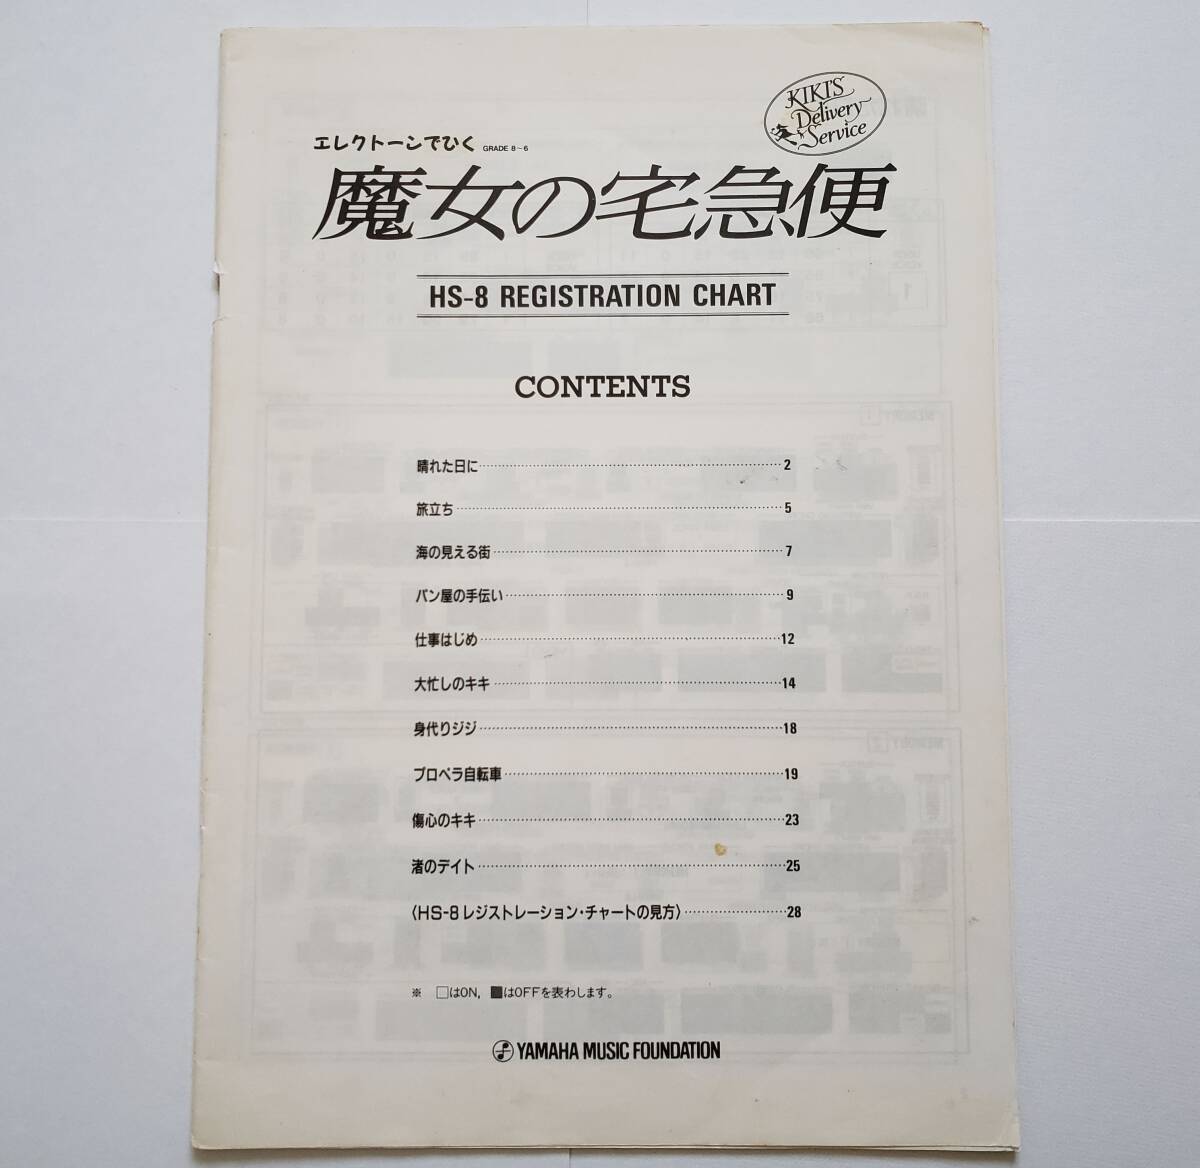 KIKI'S
Delivery
Service
エレクトーンでひく GRADE 8~6
魔女の宅急便
HS-8 REGISTRATION CHART
CONTENTS
晴れた日に 2
旅立ち 5
海の見える街 7
パン屋の手伝い 9
仕事はじめ 12
大忙しのキキ 14
身代りジジ 18
プロペラ自転車 19
傷心のキキ 23
渚のデイト 25
〈HS-8レジストレーション・チャートの見方〉 28
※ □はON, ■はOFFを表わします。
YAMAHA MUSIC FOUNDATION